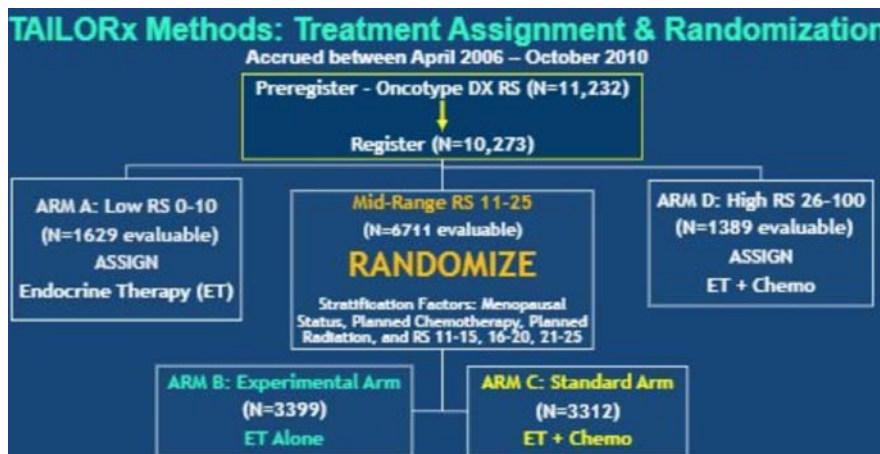 TAILORx Methods: Treatment Assignment & Randomization
Accrued between April 2006 – October 2010
Preregister - Oncotype DX RS (N=11,232)
Register (N=10,273)
ARM A: Low RS 0-10
(N=1629 evaluable)
ASSIGN
Endocrine Therapy (ET)
Mid-Range RS 11-25
(N=6711 evaluable)
RANDOMIZE
Stratification Factors: Menopausal
Status, Planned Chemotherapy, Planned
Radiation, and RS 11-15, 16-20, 21-25
ARM D: High RS 26-100
(N=1389 evaluable)
ASSIGN
ET + Chemo
ARM B: Experimental Arm
(N=3399)
ET Alone
ARM C: Standard Arm
(N=3312)
ET + Chemo